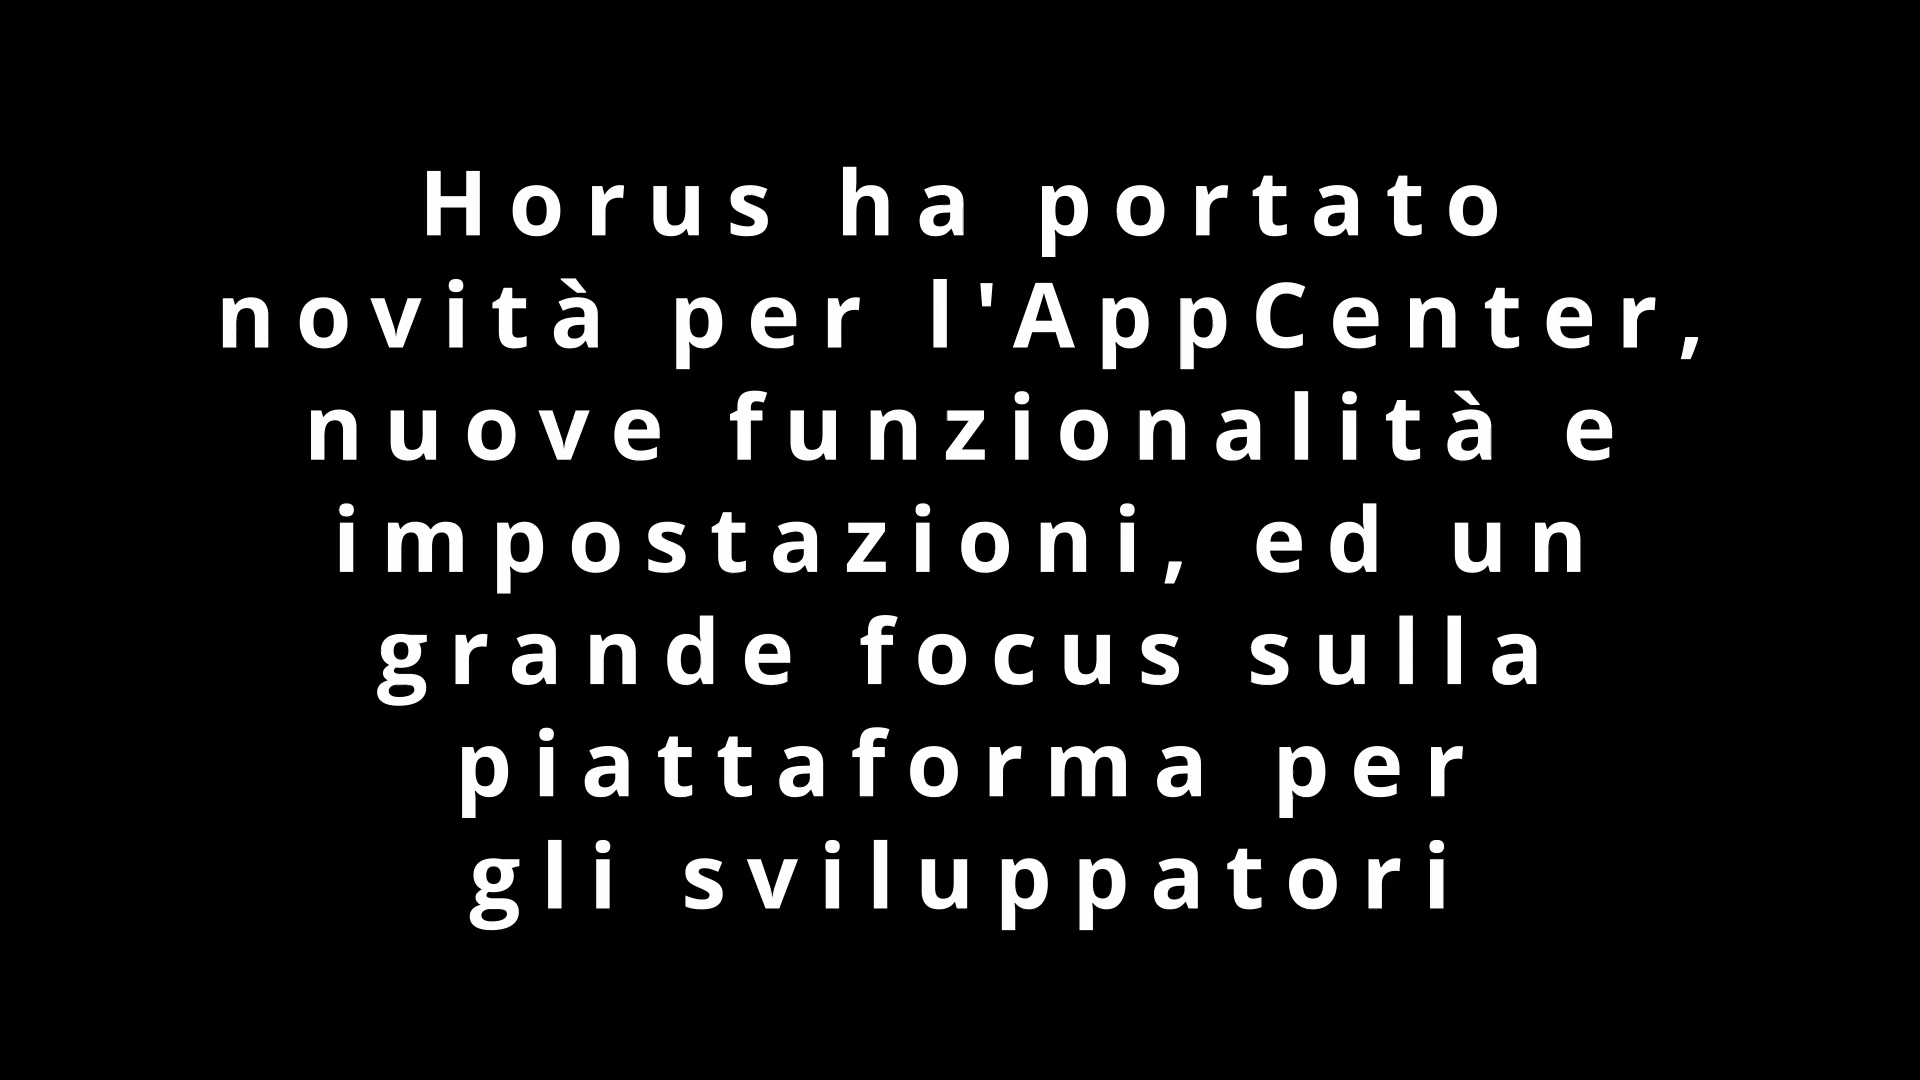 Horus ha portato
novità per l'AppCenter,
nuove funzionalità e
impostazioni, ed un
grande focus sulla
piattaforma per
gli sviluppatori